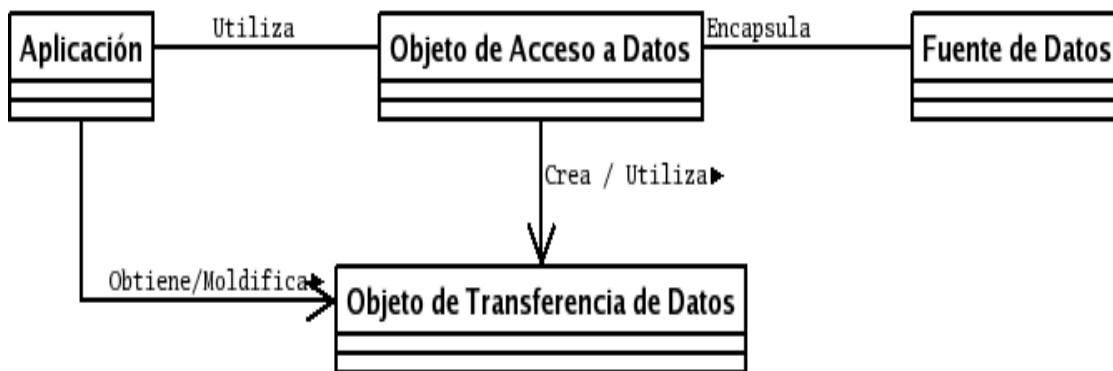 Utiliza
Encapsula
Aplicación
Objeto de Acceso a Datos
Fuente de Datos
Crea / Utiliza
Obtiene/Moldifica
Objeto de Transferencia de Datos